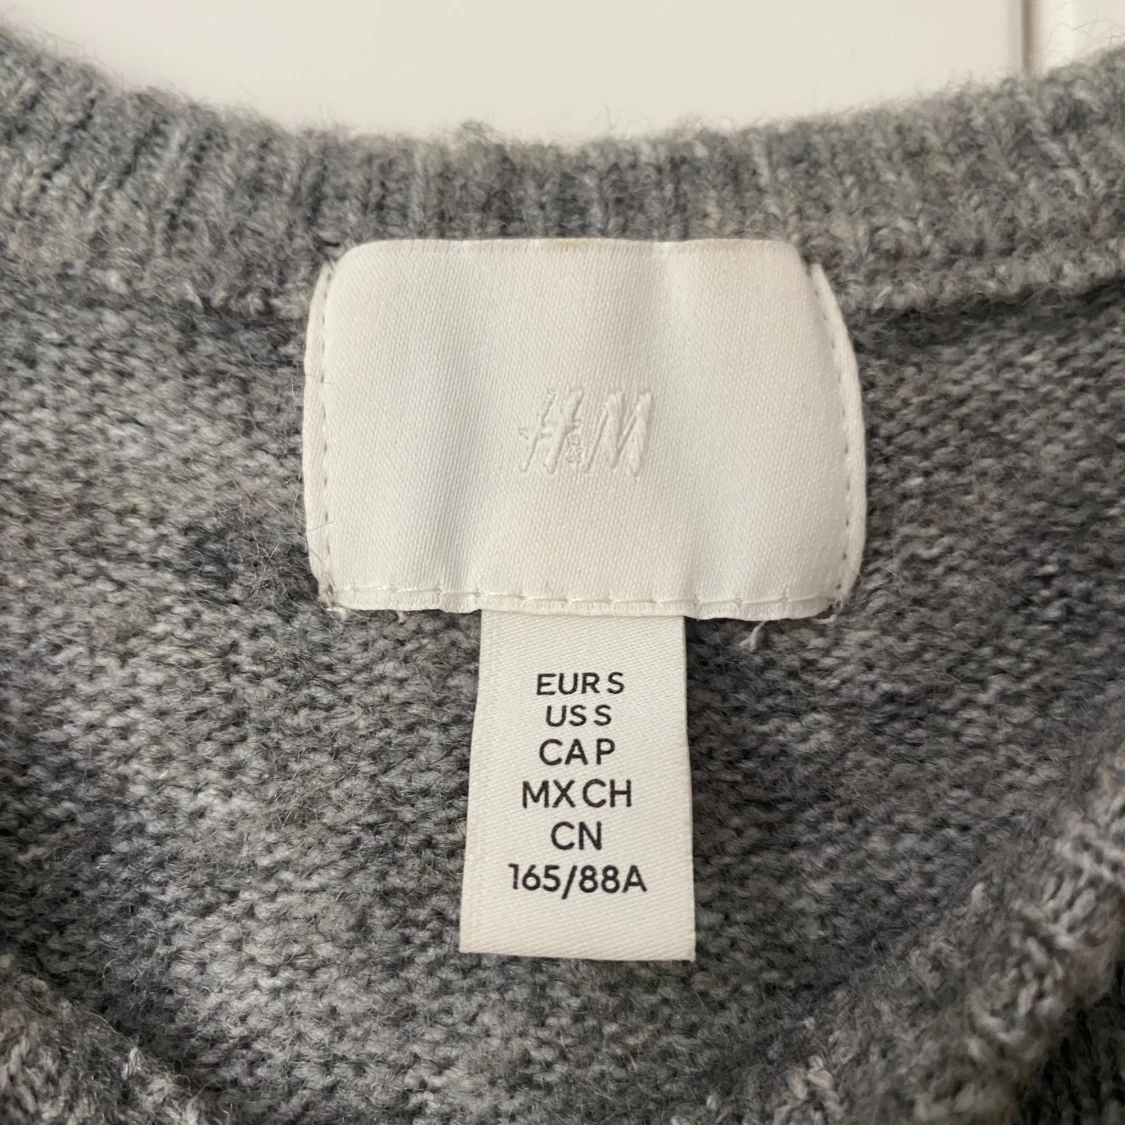 H&M
EUR S
US S
CA P
MX CH
CN
165/88A